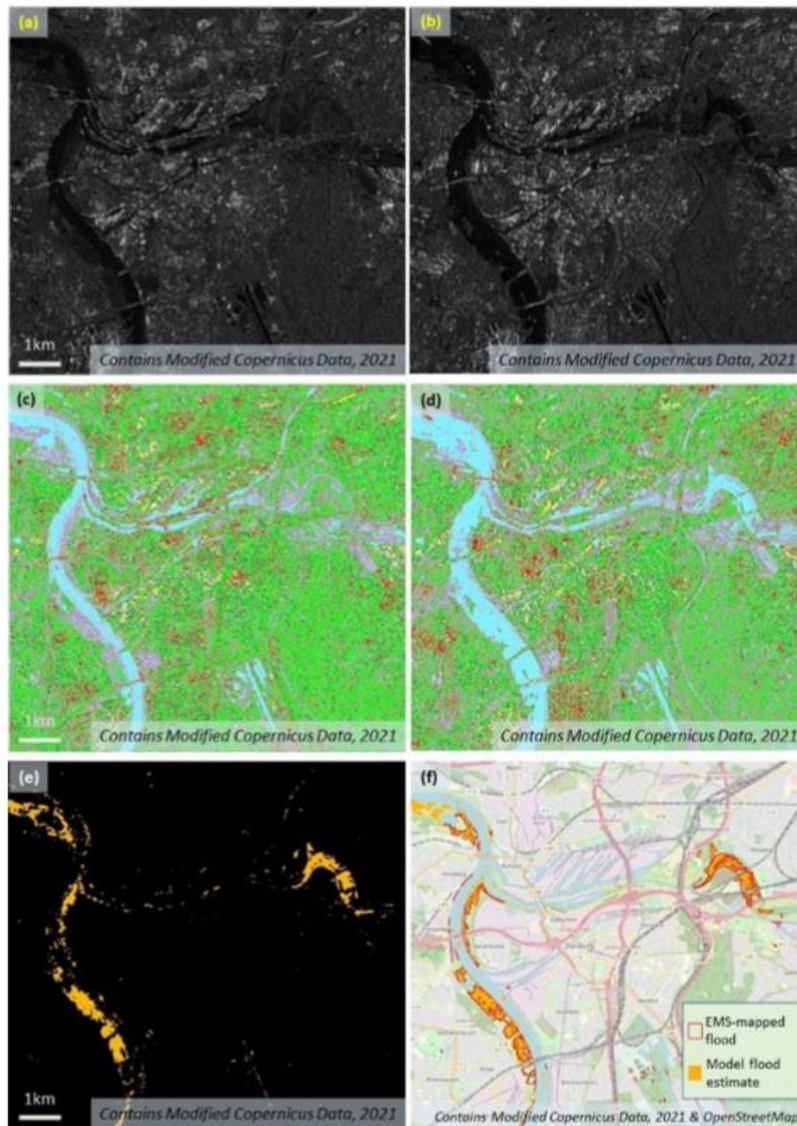 (a)
(b)
1km
Contains Modified Copernicus Data, 2021
Contains Modified Copernicus Data, 2021
(c)
(d)
1km
Contains Modified Copernicus Data, 2021
Contains Modified Copernicus Data, 2021
(e)
(f)
EMS-mapped
flood
Model flood
estimate
1km
Contains Modified Copernicus Data, 2021
Contains Modified Copernicus Data, 2021 & OpenStreetMap